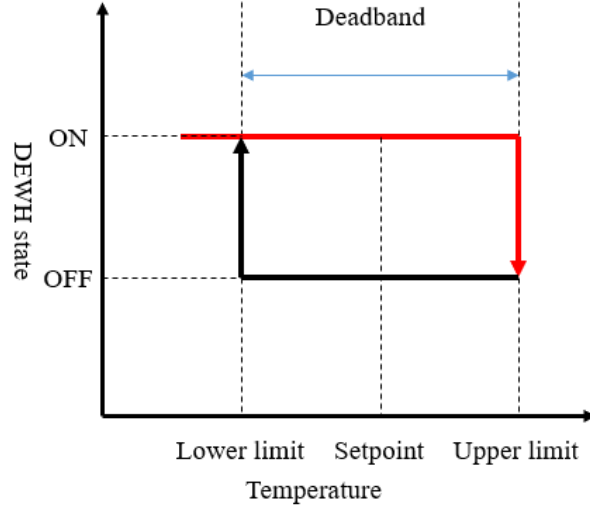 Deadband
ON
DEWH state
OFF
Lower limit
Setpoint
Upper limit
Temperature